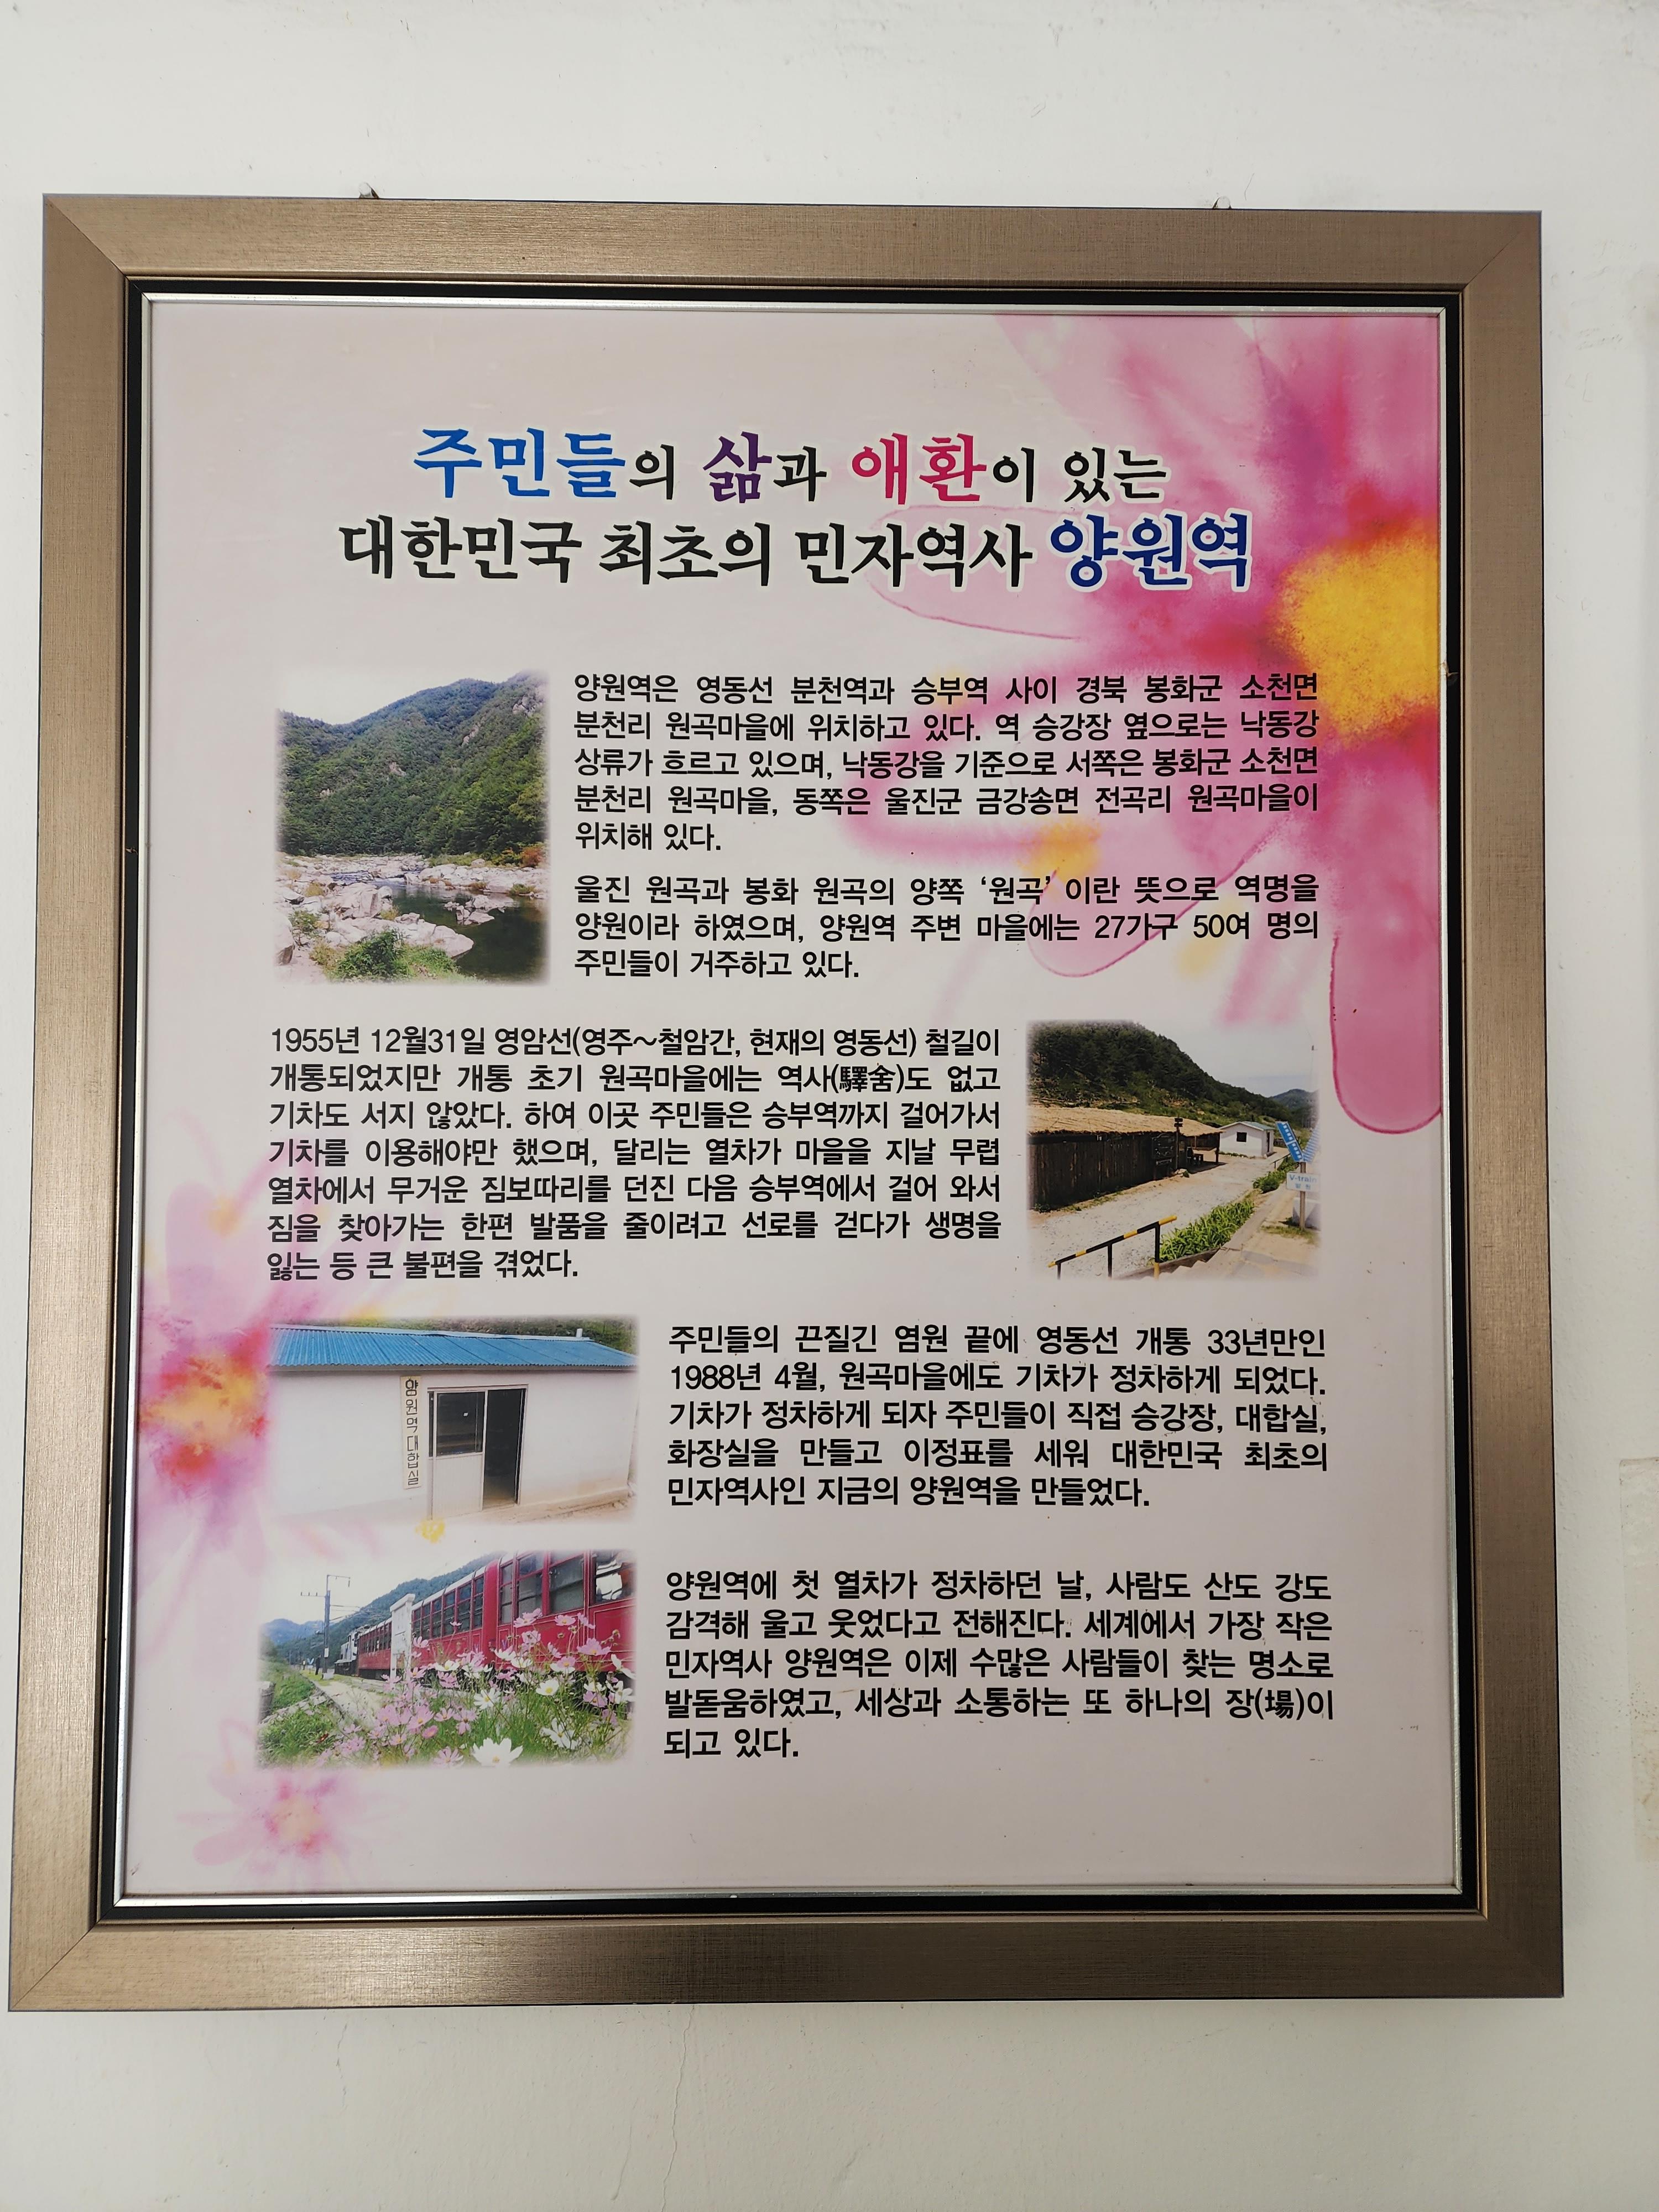 주민들의 삶과 애환이 있는
대한민국 최초의 민자역사 양원역
양원역은 영동선 분천역과 승부역 사이 경북 봉화군 소천면
분천리 원곡마을에 위치하고 있다. 역 승강장 옆으로는 낙동강
상류가 흐르고 있으며, 낙동강을 기준으로 서쪽은 봉화군 소천면
분천리 원곡마을, 동쪽은 울진군 금강송면 전곡리 원곡마을이
위치해 있다.
울진 원곡과 봉화 원곡의 양쪽 ‘원곡’ 이란 뜻으로 역명을
양원이라 하였으며, 양원역 주변 마을에는 27가구 50여 명의
주민들이 거주하고 있다.
1955년 12월31일 영암선(영주～철암간, 현재의 영동선) 철길이
개통되었지만 개통 초기 원곡마을에는 역사(驛舍)도 없고
기차도 서지 않았다. 하여 이곳 주민들은 승부역까지 걸어가서
기차를 이용해야만 했으며, 달리는 열차가 마을을 지날 무렵
열차에서 무거운 짐보따리를 던진 다음 승부역에서 걸어 와서
짐을 찾아가는 한편 발품을 줄이려고 선로를 걷다가 생명을
잃는 등 큰 불편을 겪었다.
V-train
양원역대합실
주민들의 끈질긴 염원 끝에 영동선 개통 33년만인
1988년 4월, 원곡마을에도 기차가 정차하게 되었다.
기차가 정차하게 되자 주민들이 직접 승강장, 대합실,
화장실을 만들고 이정표를 세워 대한민국 최초의
민자역사인 지금의 양원역을 만들었다.
양원역에 첫 열차가 정차하던 날, 사람도 산도 강도
감격해 울고 웃었다고 전해진다. 세계에서 가장 작은
민자역사 양원역은 이제 수많은 사람들이 찾는 명소로
발돋움하였고, 세상과 소통하는 또 하나의 장(場)이
되고 있다.